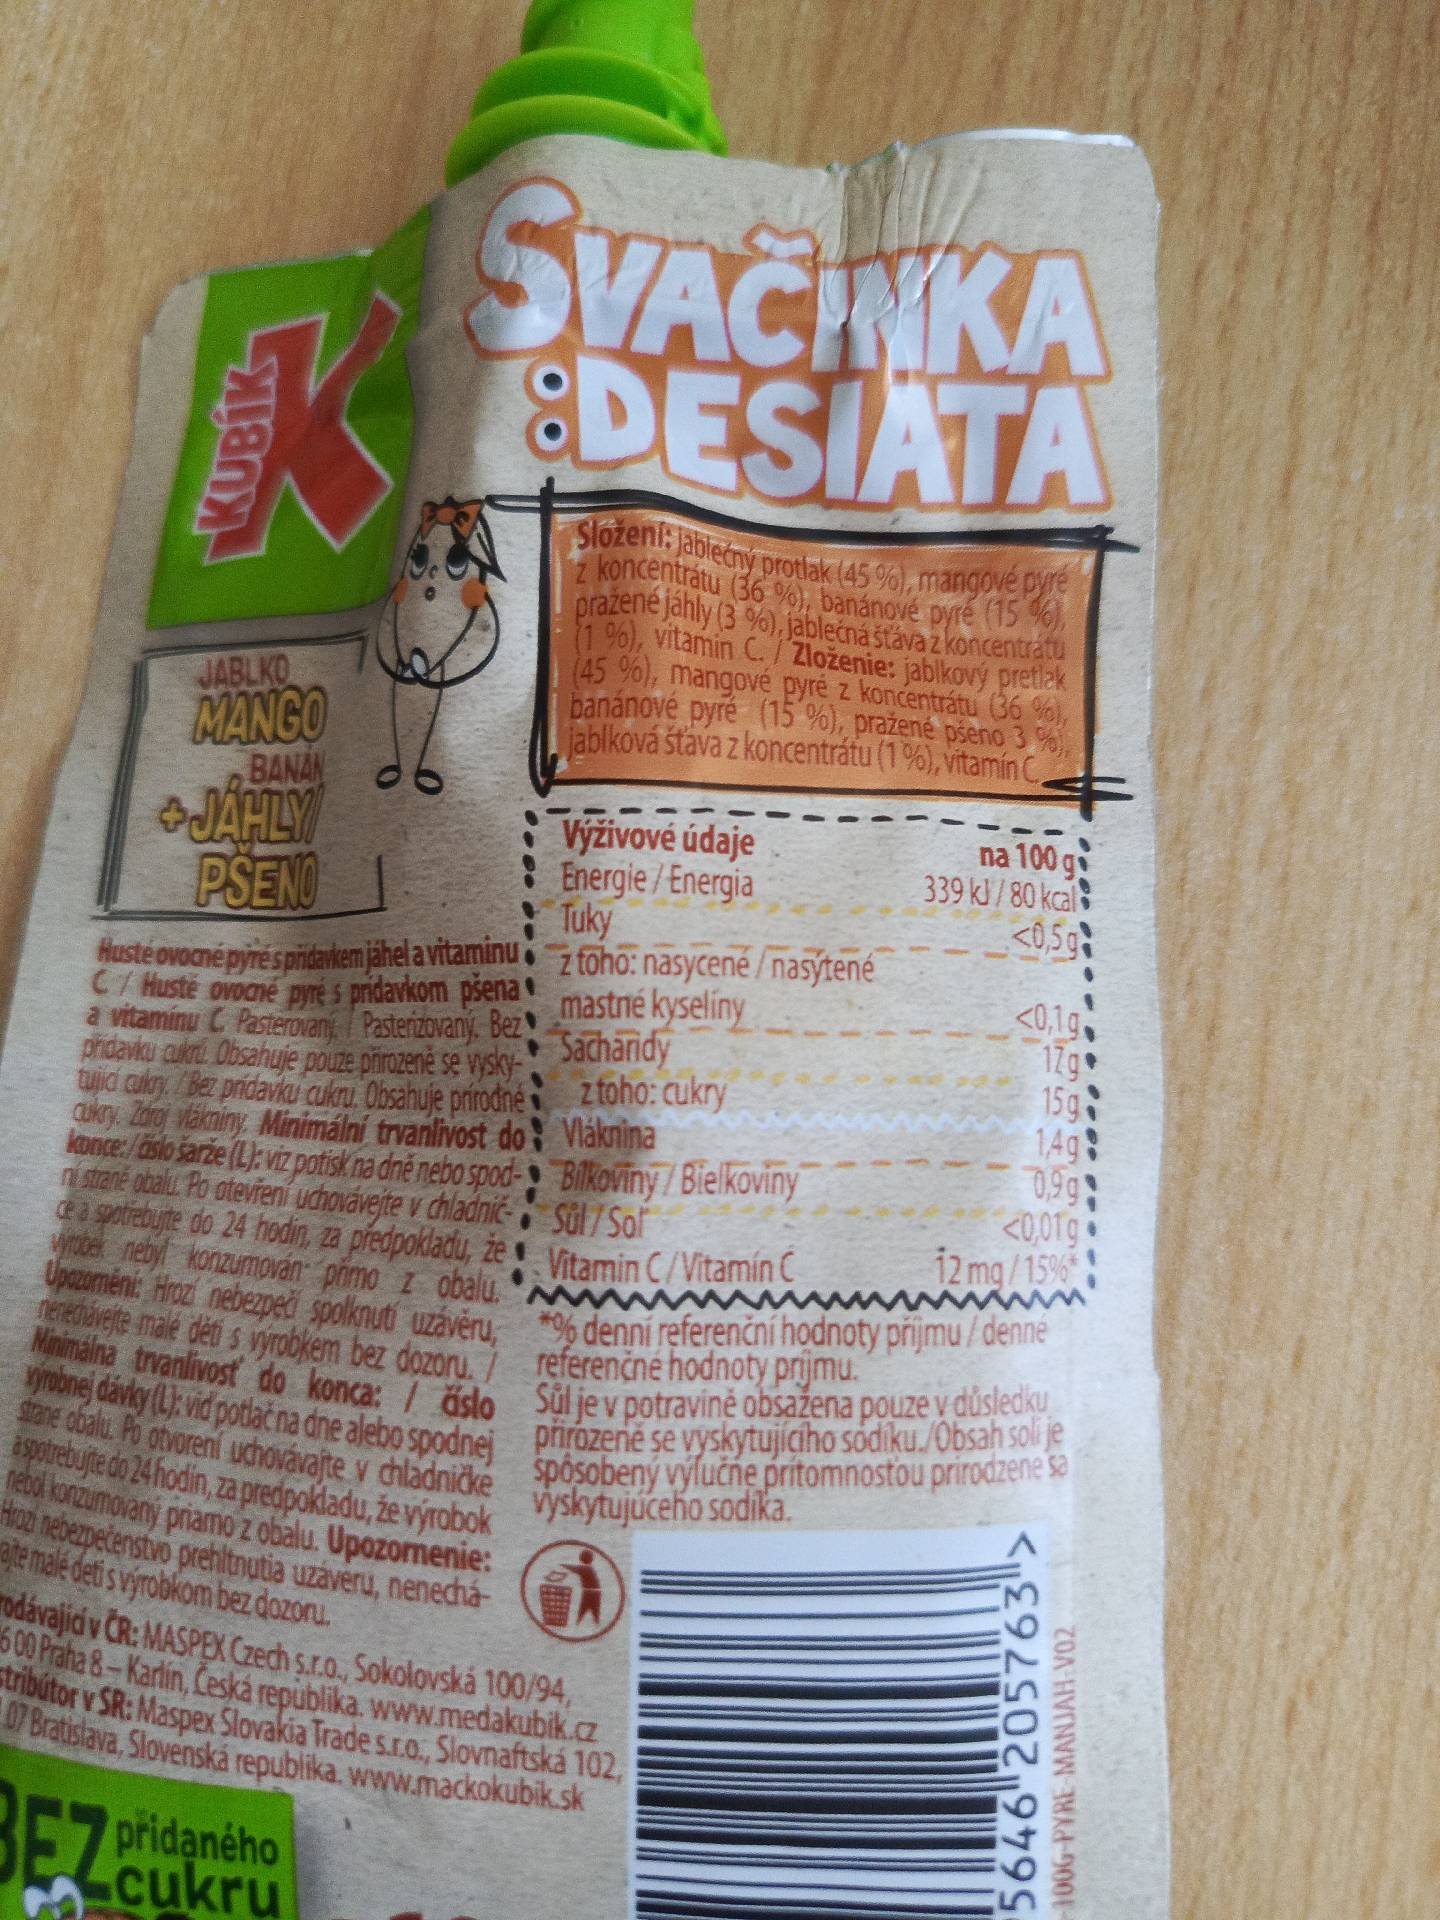 KUBÍK
SVAČINKA
DESIATA
Složení: jablečný protlak (45 %), mangové pyré
z koncentrátu (36 %), banánové pyré (15 %),
pražené jáhly (3 %), jablečná šťáva z koncentrátu
(1 %), vitamin C. / Zloženie: jablkový pretlak
(45 %), mangové pyré z koncentrátu (36 %),
banánové pyré (15 %), pražené pšeno 3 %),
jablková šťava z koncentrátu (1 %), vitamín C.
JABLKO
MANGO
BANÁN
+ JÁHLY/
PŠENO
Výživové údaje na 100 g
Energie / Energia 339 kJ / 80 kcal
Tuky <0,5 g
z toho: nasycené / nasýtené
mastné kyseliny <0,1 g
Sacharidy 17 g
z toho: cukry 15 g
Vláknina 1,4 g
Bílkoviny / Bielkoviny 0,9 g
Sůl / Soľ <0,01 g
Vitamin C / Vitamín C 12 mg / 15%*
*% denní referenční hodnoty příjmu / denné
referenčné hodnoty príjmu.
Sůl je v potravině obsažena pouze v důsledku
přirozeně se vyskytujícího sodíku./Obsah soli je
spôsobený výlučne prítomnosťou prirodzene sa
vyskytujúceho sodíka.
Husté ovocné pyré s přídavkem jáhel a vitaminu
C / Husté ovocné pyré s prídavkom pšena
a vitamínu C. Pasterovaný. / Pasterizovaný. Bez
přídavku cukrů. Obsahuje pouze přirozeně se vysky-
tující cukry. / Bez prídavku cukru. Obsahuje prírodné
cukry. Zdroj vlákniny. Minimální trvanlivost do
konce: / číslo šarže (L): viz potisk na dně nebo spod-
ní straně obalu. Po otevření uchovávejte v chladnič-
ce a spotřebujte do 24 hodin, za předpokladu, že
výrobek nebyl konzumován přímo z obalu.
Upozornění: Hrozí nebezpečí spolknutí uzávěru,
nenechávejte malé děti s výrobkem bez dozoru. /
Minimálna trvanlivosť do konca: / číslo
výrobnej dávky (L): viď potlač na dne alebo spodnej
strane obalu. Po otvorení uchovávajte v chladničke
a spotrebujte do 24 hodín, za predpokladu, že výrobok
nebol konzumovaný priamo z obalu. Upozornenie:
Hrozí nebezpečenstvo prehltnutia uzáveru, nenechá-
ajte malé deti s výrobkom bez dozoru.
rodávající v ČR: MASPEX Czech s.r.o., Sokolovská 100/94,
6 00 Praha 8 – Karlín, Česká republika. www.medakubik.cz
stribútor v SR: Maspex Slovakia Trade s.r.o., Slovnaftská 102,
07 Bratislava, Slovenská republika. www.mackokubik.sk
BEZ přidaného
cukru
5646 205763 >
100G-PYRE-MANJAH-V02